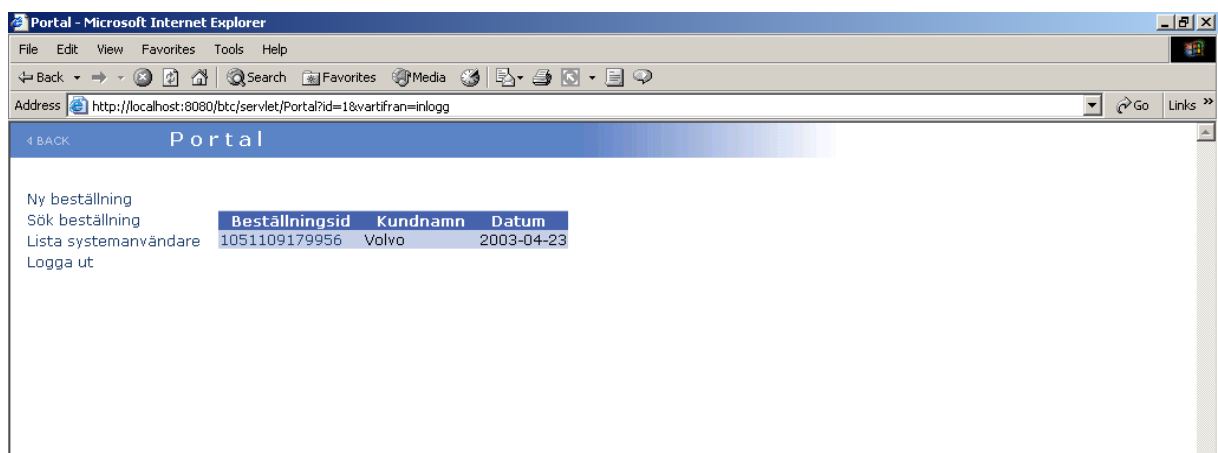 Portal - Microsoft Internet Explorer
File Edit View Favorites Tools Help
Back Search Favorites Media
Address http://localhost:8080/btc/servlet/Portal?id=1&vartifran=inlogg Go Links »
BACK Portal
Ny beställning
Sök beställning
Lista systemanvändare
Logga ut
Beställningsid Kundnamn Datum
1051109179956 Volvo 2003-04-23